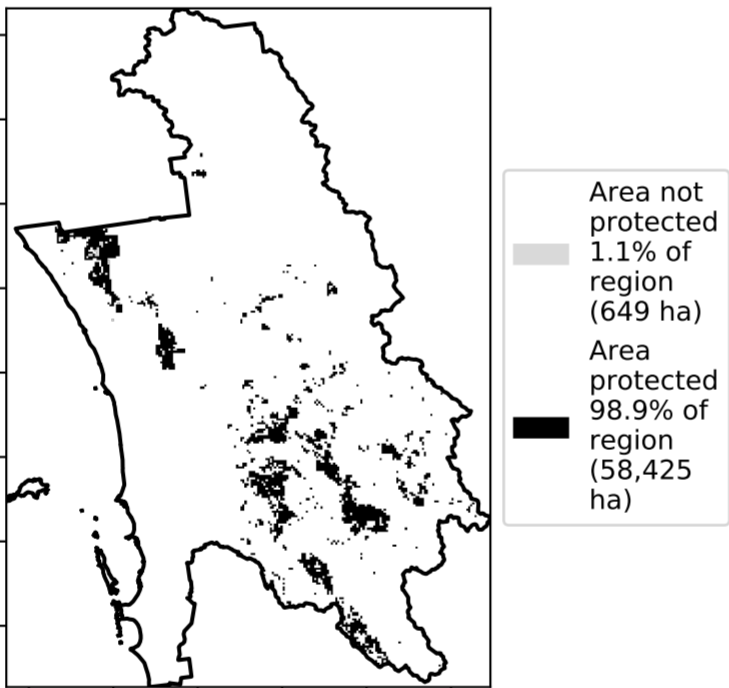 Area not
protected
1.1% of
region
(649 ha)
Area
protected
98.9% of
region
(58,425
ha)